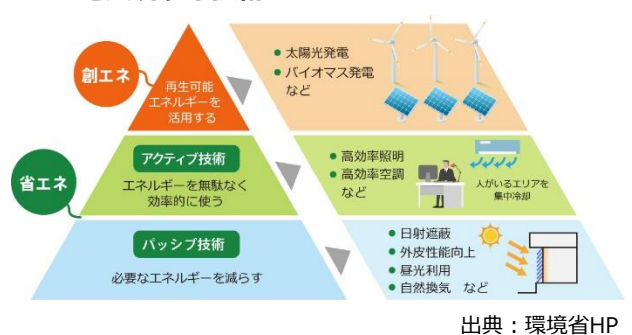 創エネ
再生可能
エネルギーを
活用する
● 太陽光発電
● バイオマス発電
など
省エネ
アクティブ技術
エネルギーを無駄なく
効率的に使う
● 高効率照明
● 高効率空調
など
人がいるエリアを
集中冷却
パッシブ技術
必要なエネルギーを減らす
● 日射遮蔽
● 外皮性能向上
● 昼光利用
● 自然換気 など
出典：環境省HP